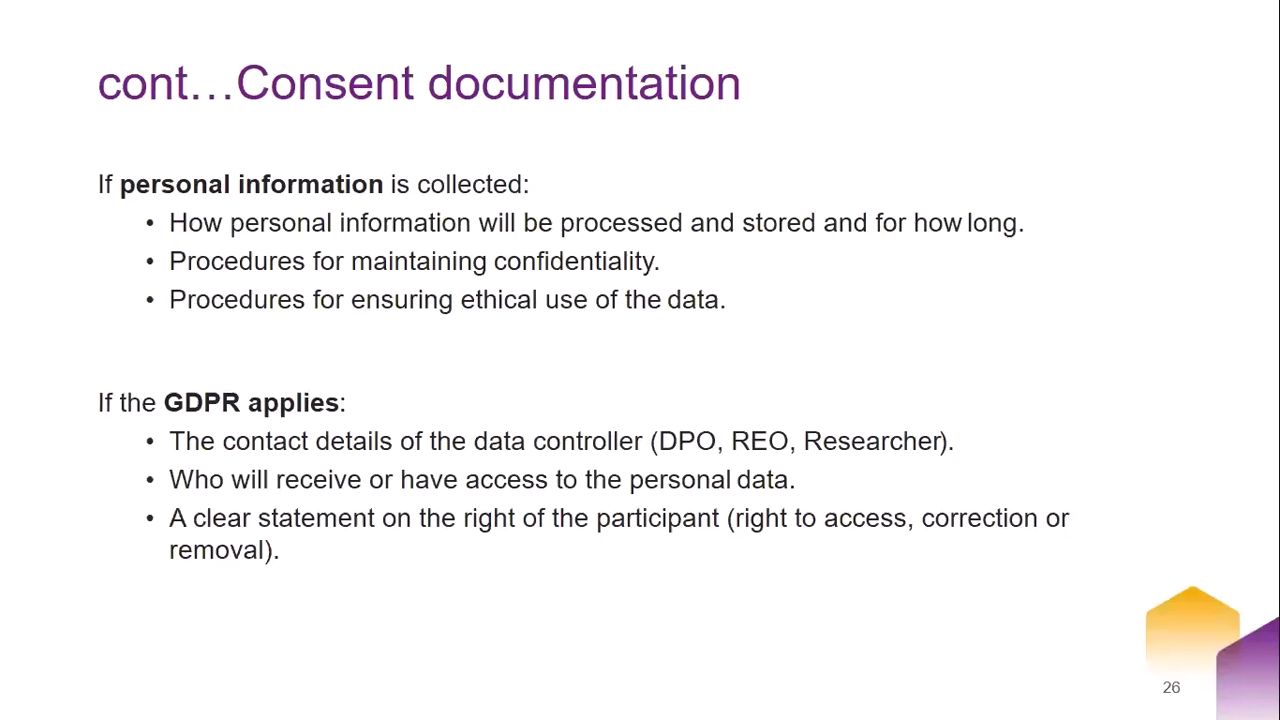 cont…Consent documentation
If personal information is collected:
• How personal information will be processed and stored and for how long.
• Procedures for maintaining confidentiality.
• Procedures for ensuring ethical use of the data.
If the GDPR applies:
• The contact details of the data controller (DPO, REO, Researcher).
• Who will receive or have access to the personal data.
• A clear statement on the right of the participant (right to access, correction or
removal).
26